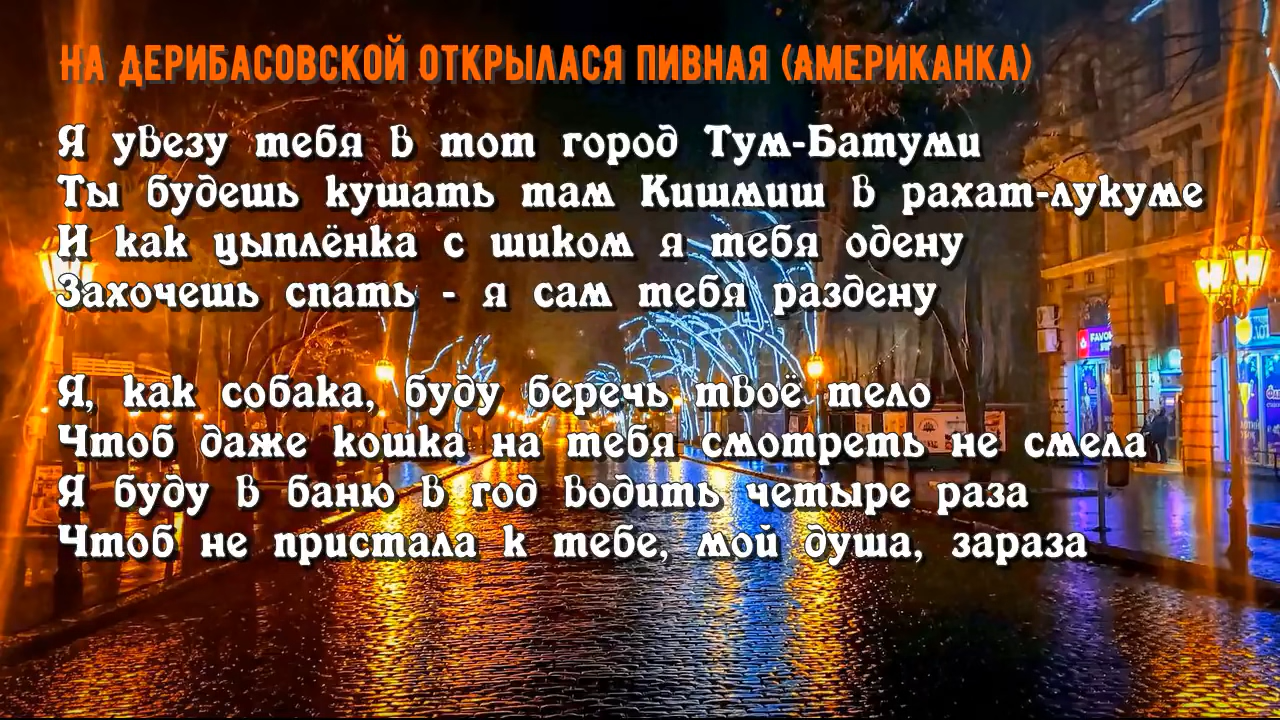 На Дерибасовской открылася пивная (американка)
Я увезу тебя в тот город Тум-Батуми
Ты будешь кушать там Кишмиш в рахат-лукуме
И как цыплёнка с шиком я тебя одену
Захочешь спать - я сам тебя раздену
Я, как собака, буду беречь твоё тело
Чтоб даже кошка на тебя смотреть не смела
Я буду в баню в год водить четыре раза
Чтоб не пристала к тебе, мой душа, зараза